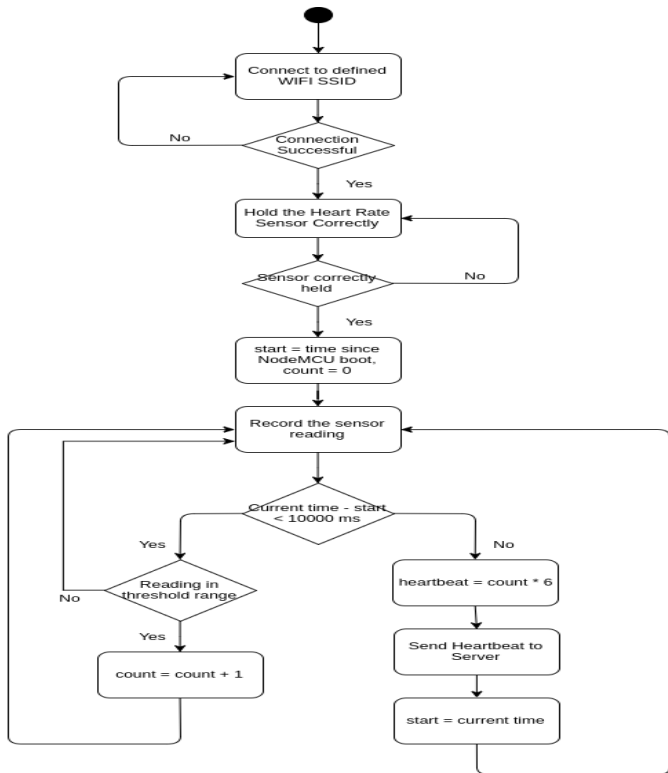 Connect to defined
WIFI SSID
No
Connection
Successful
Yes
Hold the Heart Rate
Sensor Correctly
Sensor correctly
held
No
Yes
start = time since
NodeMCU boot,
count = 0
Record the sensor
reading
Current time - start
< 10000 ms
Yes
No
Reading in
threshold range
No
heartbeat = count * 6
Yes
Send Heartbeat to
Server
count = count + 1
start = current time